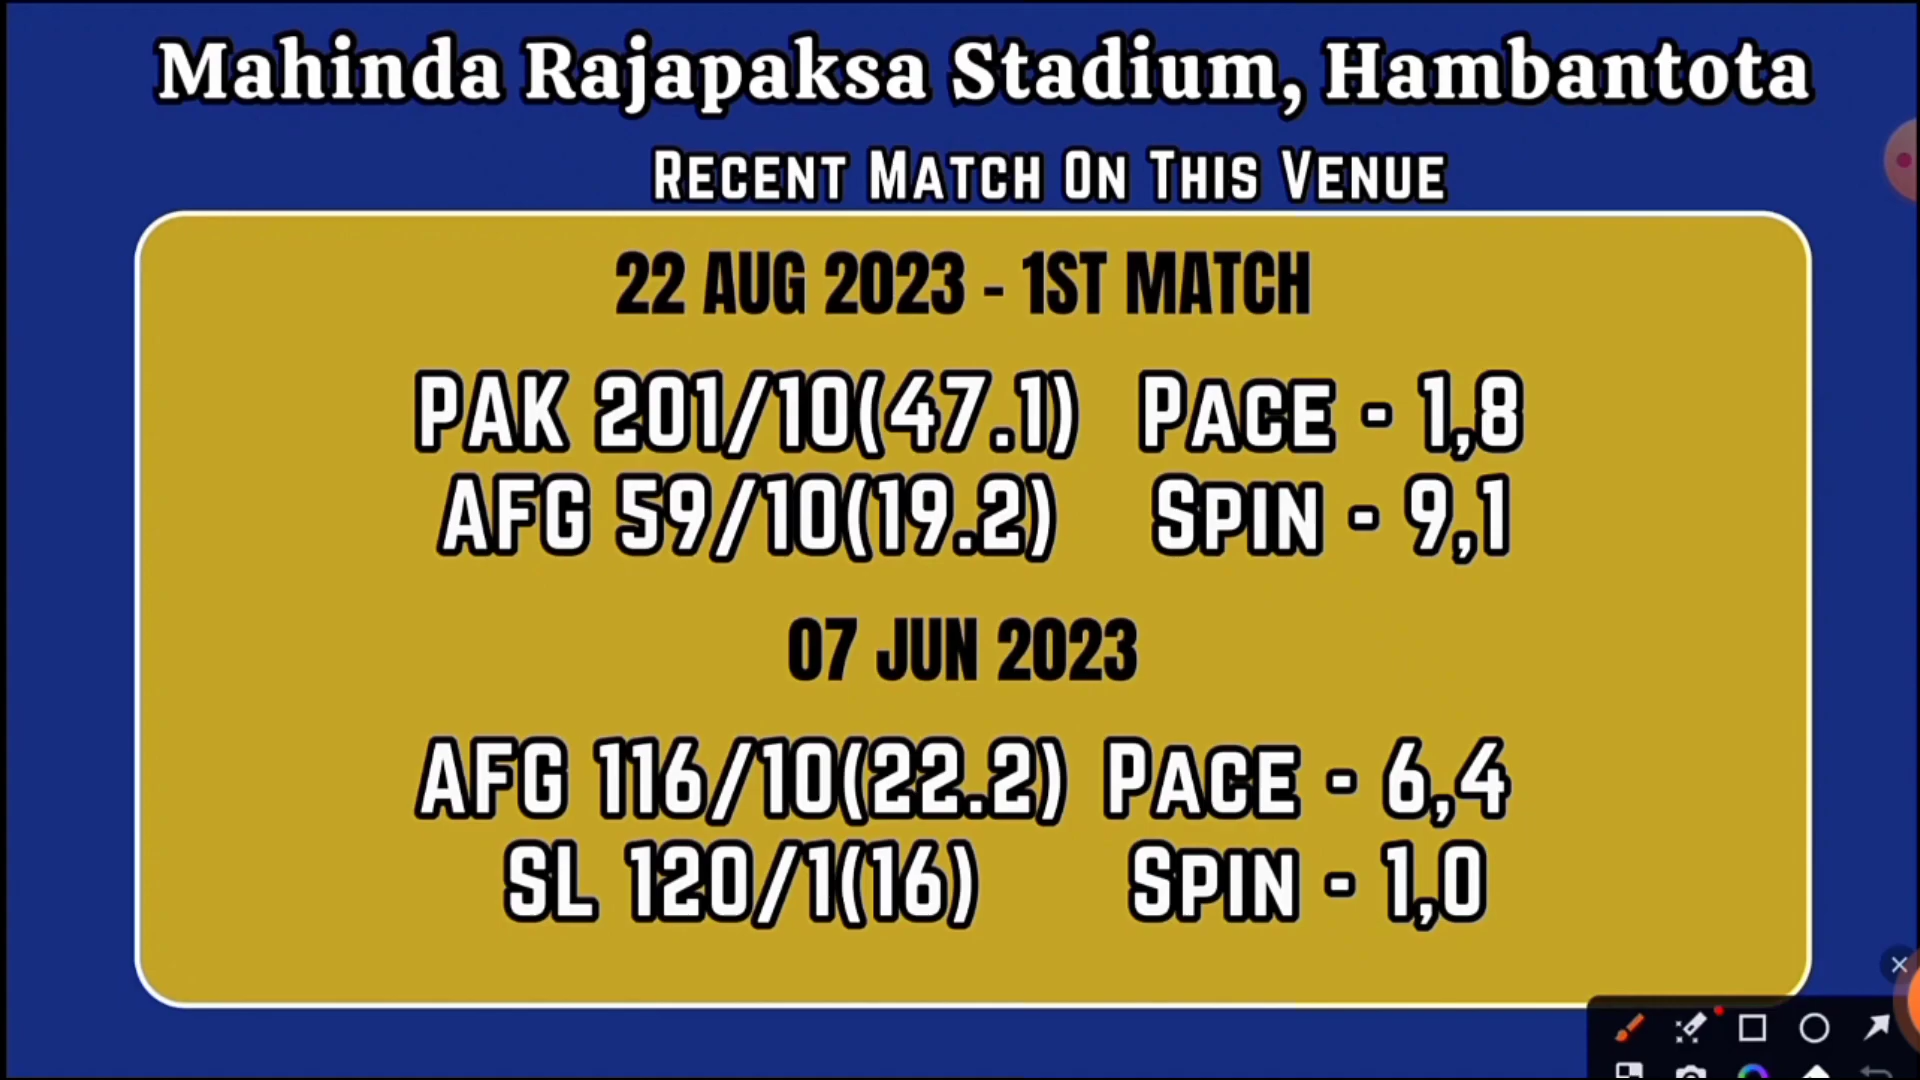 Mahinda Rajapaksa Stadium, Hambantota
RECENT MATCH ON THIS VENUE
22 AUG 2023 - 1ST MATCH
PAK 201/10(47.1) PACE - 1,8
AFG 59/10(19.2) SPIN - 9,1
07 JUN 2023
AFG 116/10(22.2) PACE - 6,4
SL 120/1(16) SPIN - 1,0